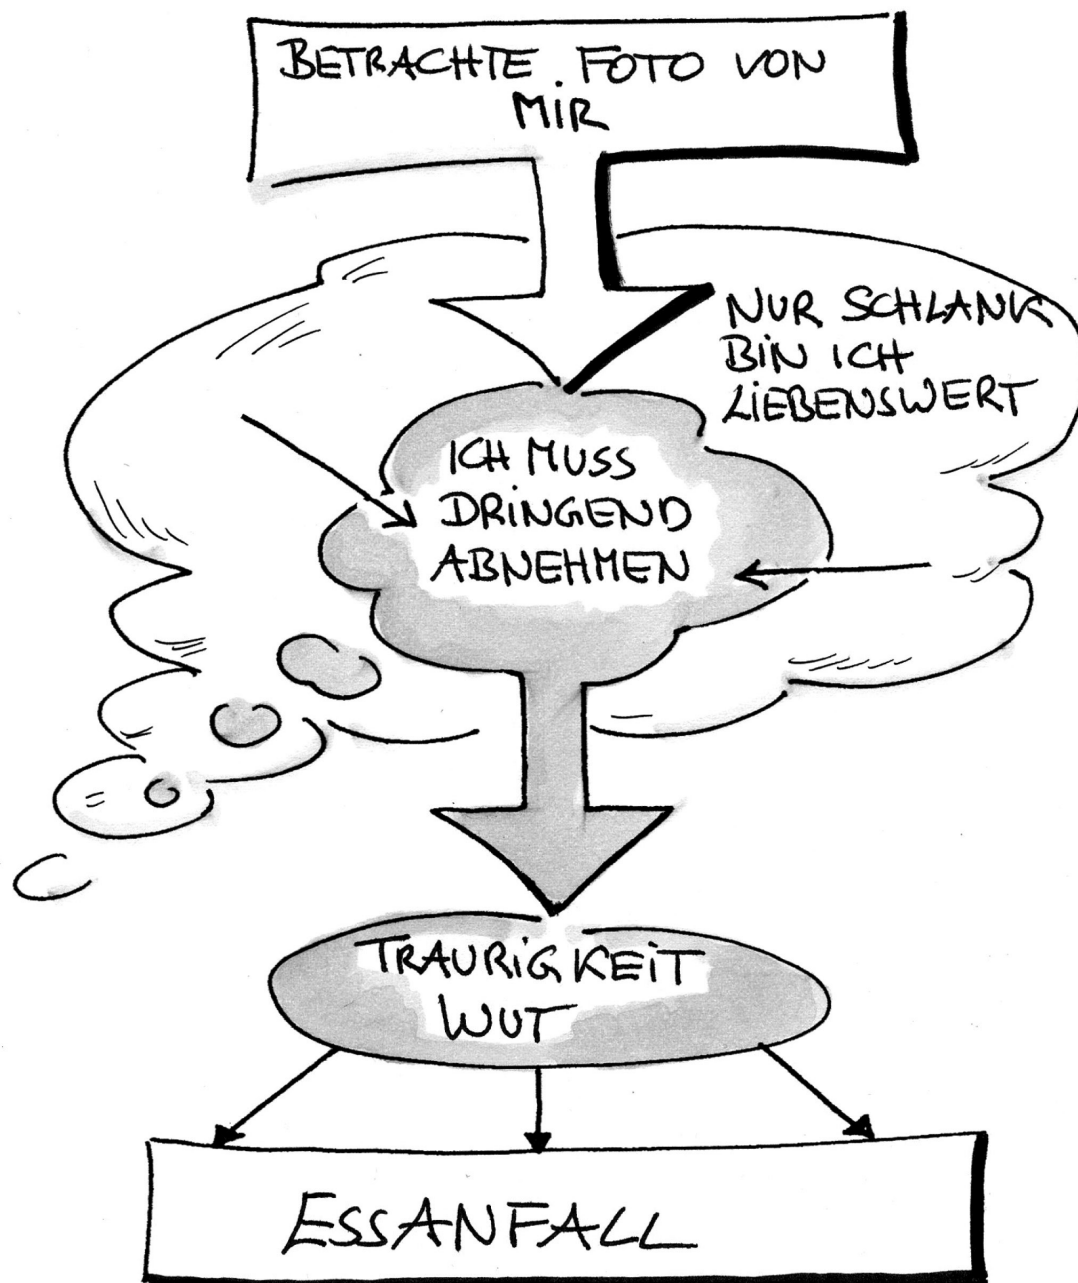 BETRACHTE FOTO VON
MIR
NUR SCHLANK
BIN ICH
LIEBENSWERT
ICH MUSS
DRINGEND
ABNEHMEN
TRAURIGKEIT
WUT
ESSANFALL